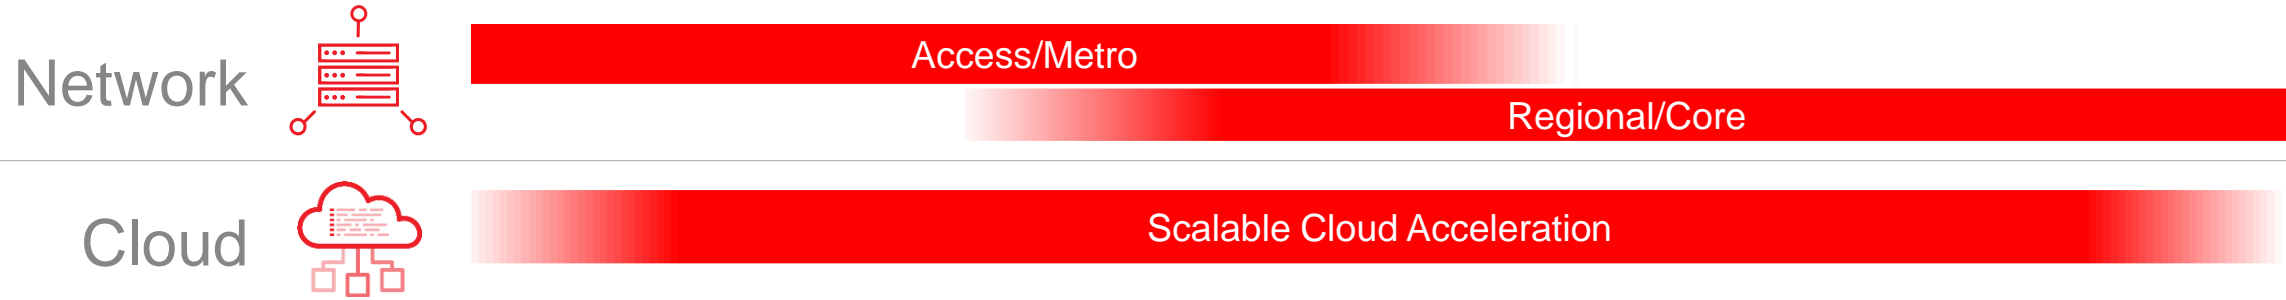 Network
Access/Metro
Regional/Core
Cloud
Scalable Cloud Acceleration